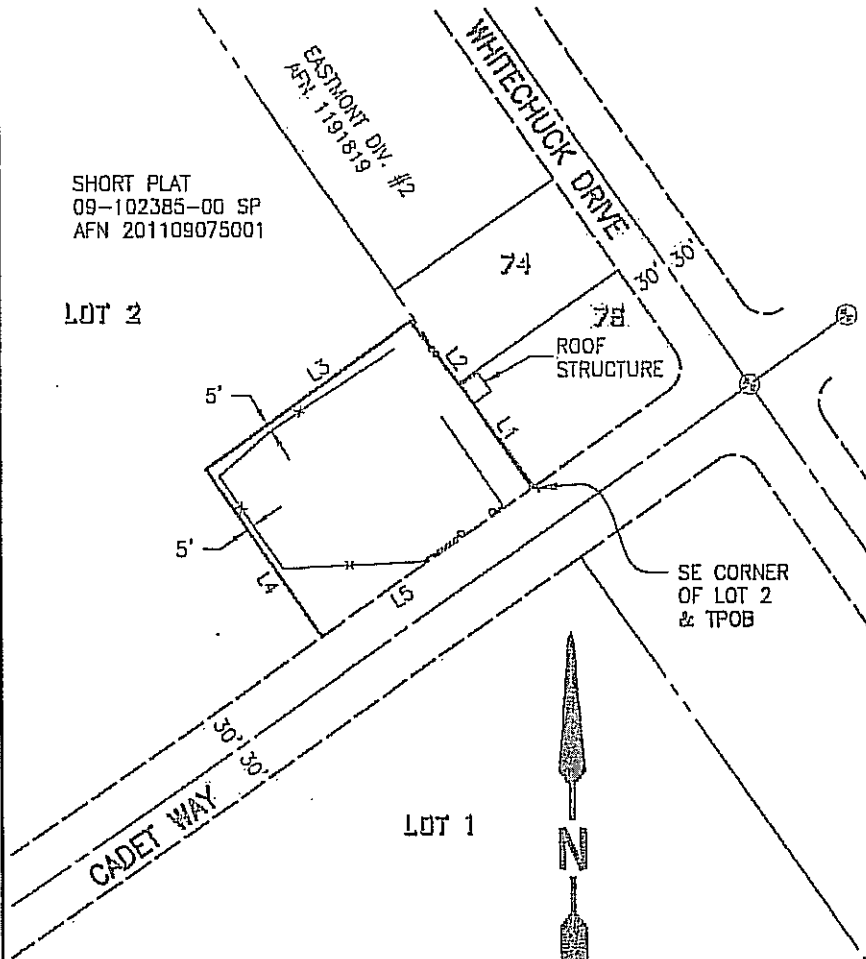 EASTMONT DIV. #2
AFN. 1191819
WHITECHUCK DRIVE
SHORT PLAT
09-102385-00 SP
AFN 201109075001
LOT 2
74
30' 30'
78
ROOF
STRUCTURE
L2
L3
5'
L1
5'
L4
L5
SE CORNER
OF LOT 2
& TPOB
30' 30'
CADET WAY
LOT 1
N